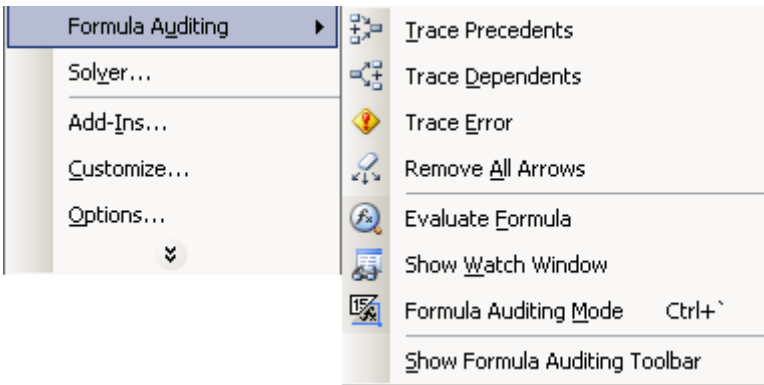 Formula Auditing
Solver...
Add-Ins...
Customize...
Options...
Trace Precedents
Trace Dependents
Trace Error
Remove All Arrows
Evaluate Formula
Show Watch Window
Formula Auditing Mode Ctrl+`
Show Formula Auditing Toolbar